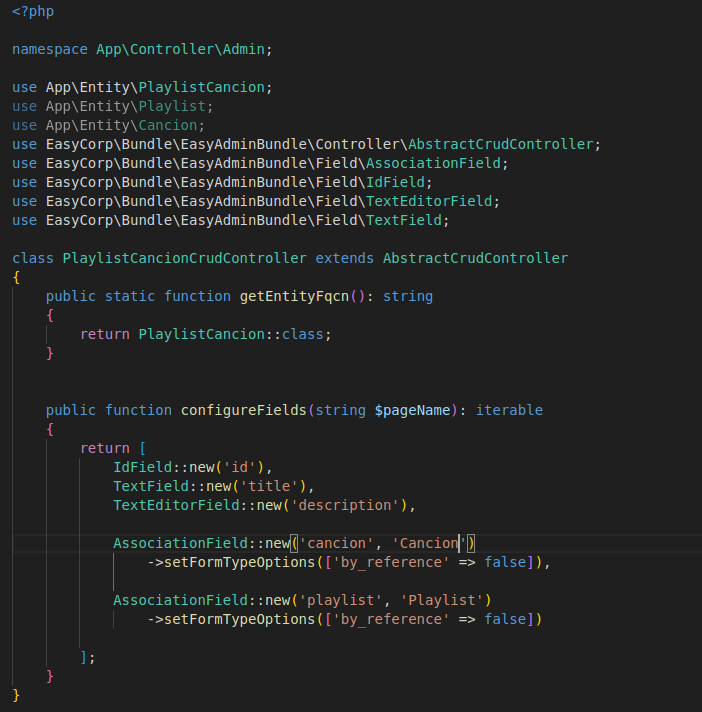 <?php
namespace App\Controller\Admin;
use App\Entity\PlaylistCancion;
use App\Entity\Playlist;
use App\Entity\Cancion;
use EasyCorp\Bundle\EasyAdminBundle\Controller\AbstractCrudController;
use EasyCorp\Bundle\EasyAdminBundle\Field\AssociationField;
use EasyCorp\Bundle\EasyAdminBundle\Field\IdField;
use EasyCorp\Bundle\EasyAdminBundle\Field\TextEditorField;
use EasyCorp\Bundle\EasyAdminBundle\Field\TextField;
class PlaylistCancionCrudController extends AbstractCrudController
{
    public static function getEntityFqcn(): string
    {
        return PlaylistCancion::class;
    }
    public function configureFields(string $pageName): iterable
    {
        return [
            IdField::new('id'),
            TextField::new('title'),
            TextEditorField::new('description'),
            AssociationField::new('cancion', 'Cancion')
                ->setFormTypeOptions(['by_reference' => false]),
            AssociationField::new('playlist', 'Playlist')
                ->setFormTypeOptions(['by_reference' => false])
        ];
    }
}